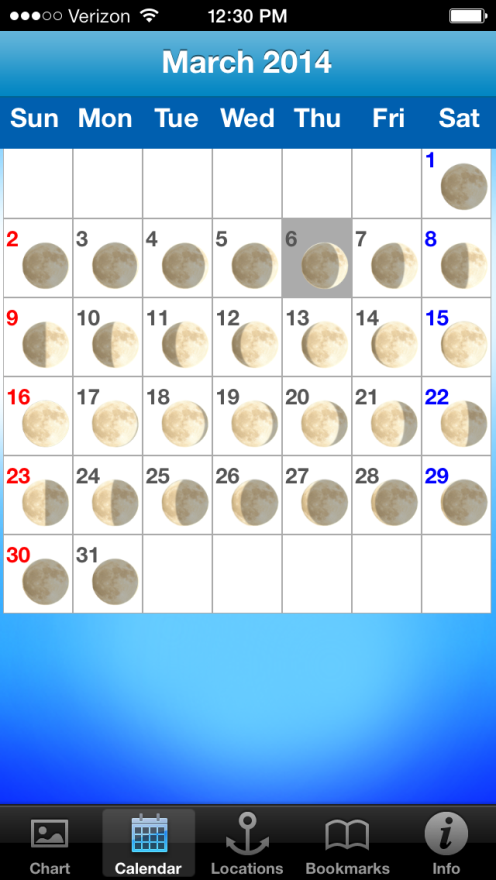 Verizon 12:30 PM
March 2014
Sun Mon Tue Wed Thu Fri Sat
1
2 3 4 5 6 7 8
9 10 11 12 13 14 15
16 17 18 19 20 21 22
23 24 25 26 27 28 29
30 31
Chart Calendar Locations Bookmarks Info